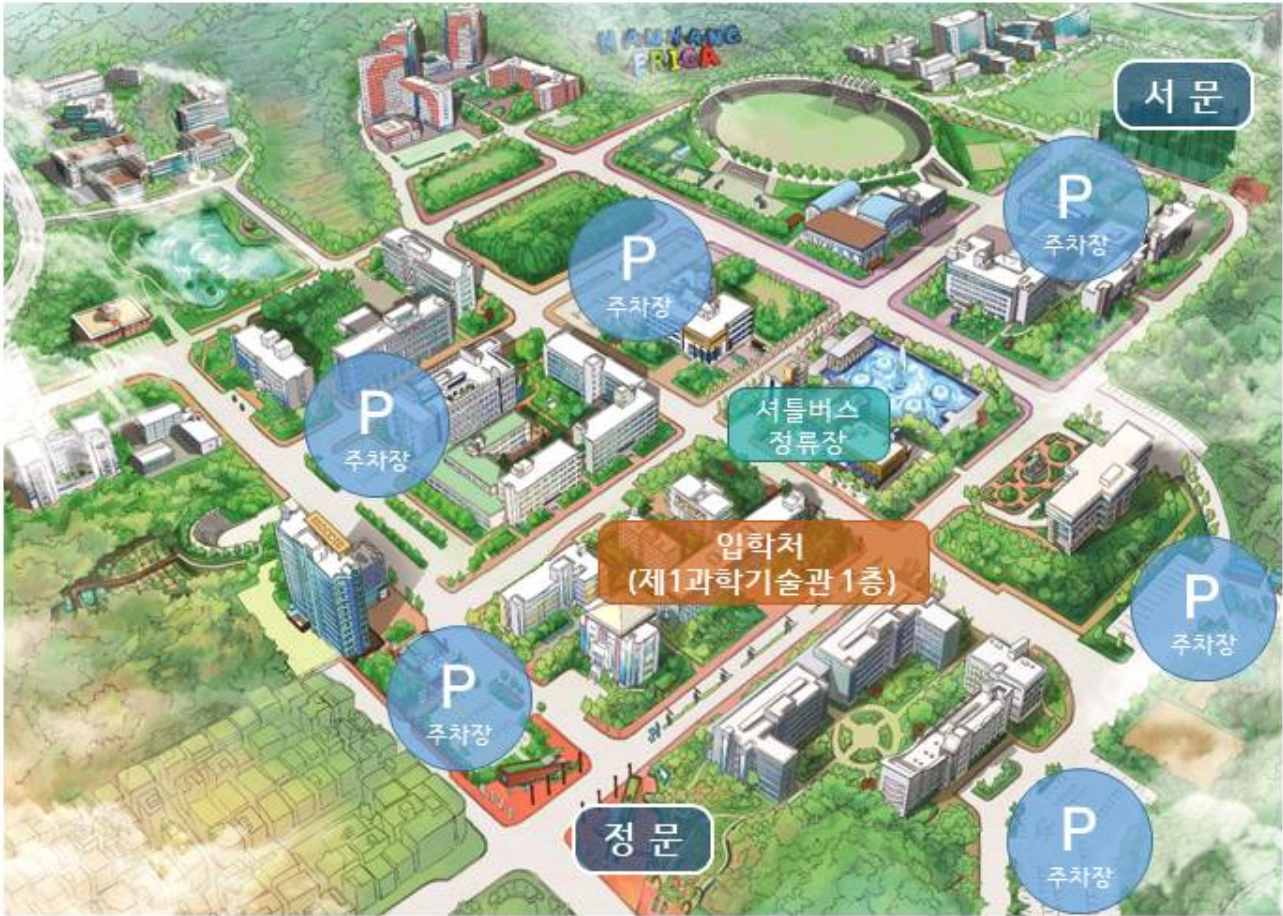 HANYANG
ERICA
서 문
P
주차장
P
주차장
P
주차장
셔틀버스
정류장
입학처
(제1과학기술관 1층)
P
주차장
P
주차장
정 문
P
주차장